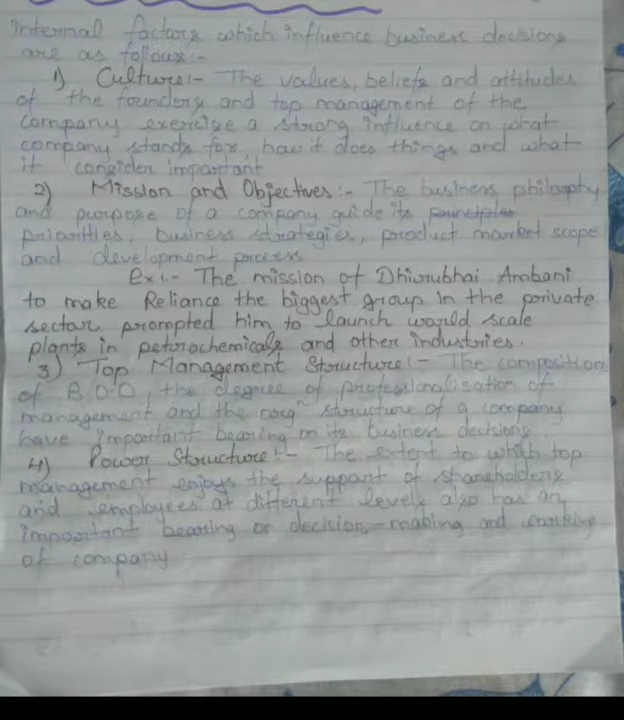 internal factors which influence business decisions
are as follows:-
1) Culture:- The values, beliefs and attitudes
of the founders and top management of the
company exercise a strong influence on what
company stands for, how it does things and what
it consider important
2) Mission and Objectives:- The business philosophy
and purpose of a company guide its principles
priorities, business strategies, product market scope
and development process
Ex:- The mission of Dhirubhai Ambani
to make Reliance the biggest group in the private
sector prompted him to launch world scale
plants in petrochemicals and other industries.
3) Top Management Structure:- The composition
of B.O.D, the degree of professionalisation of
management and the orgn structure of a company
have important bearing on its business decisions.
4) Power Structure:- The extent to which top
management enjoys the support of shareholders
and employees at different levels also has an
important bearing on decision-making and working
of company.